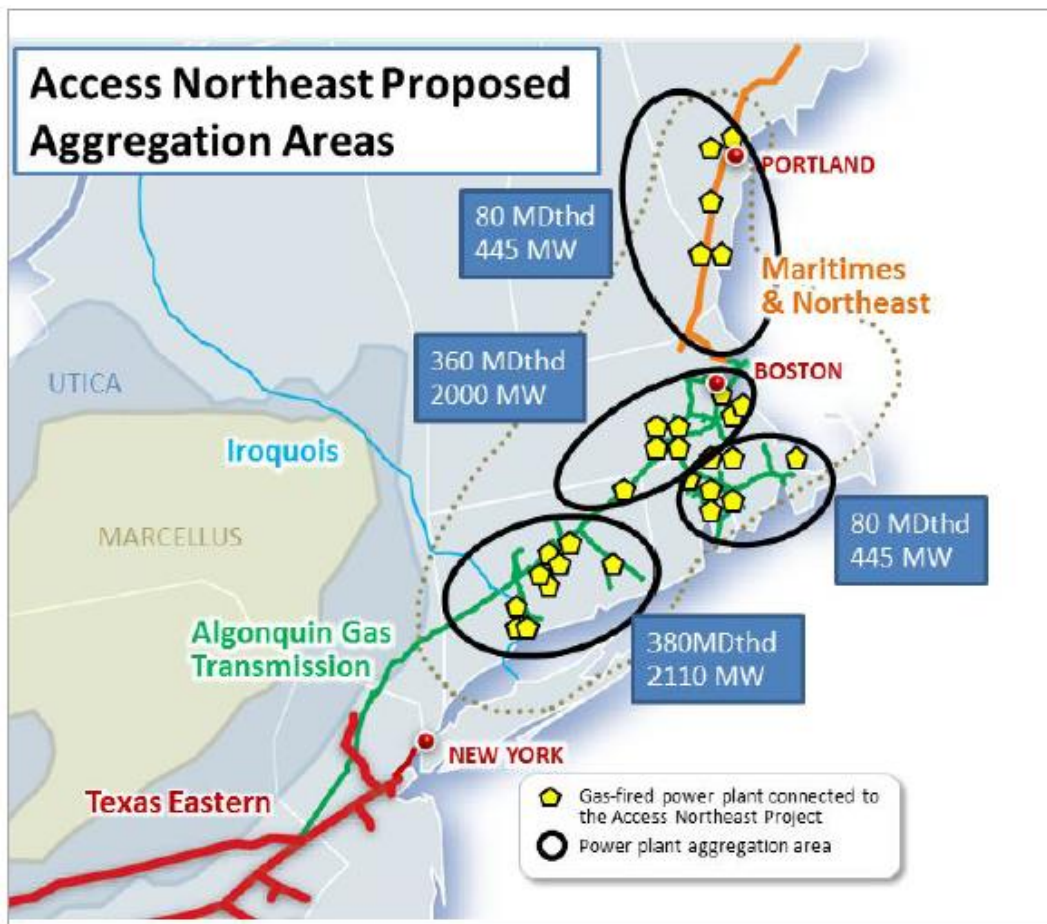 Access Northeast Proposed
Aggregation Areas
PORTLAND
80 MDthd
445 MW
Maritimes
& Northeast
360 MDthd
2000 MW
BOSTON
UTICA
Iroquois
MARCELLUS
80 MDthd
445 MW
Algonquin Gas
Transmission
380MDthd
2110 MW
NEW YORK
Texas Eastern
Gas-fired power plant connected to
the Access Northeast Project
Power plant aggregation area